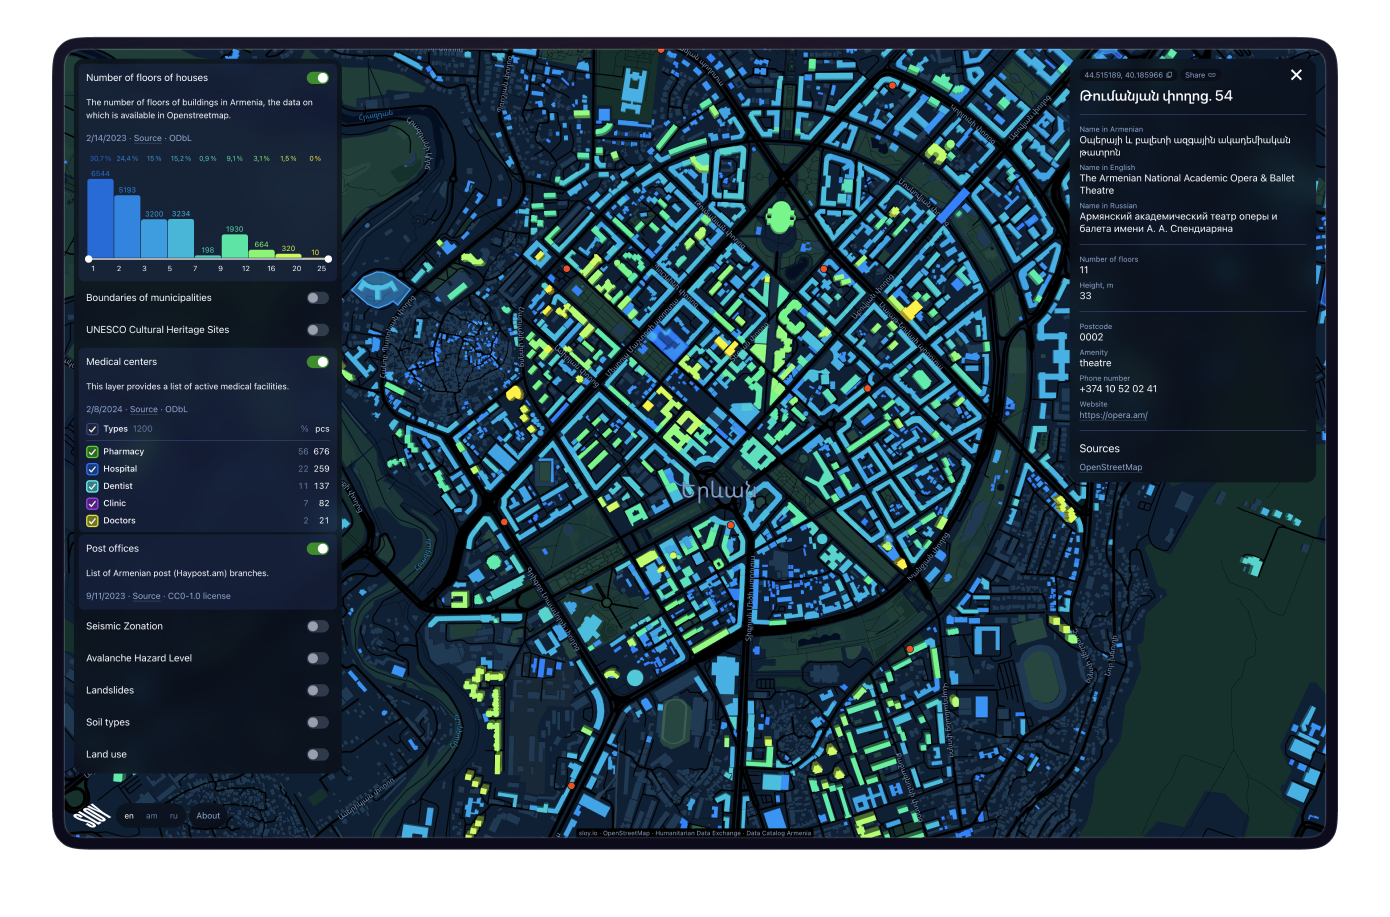 Number of floors of houses
The number of floors of buildings in Armenia, the data on
which is available in Openstreetmap.
2/14/2023 · Source · ODbL
30,7 % 24,4 % 15 % 15,2 % 0,9 % 9,1 % 3,1 % 1,5 % 0 %
6544
5193
3200 3234
198
1930
664
320
10
1 2 3 5 7 9 12 16 20 25
Boundaries of municipalities
UNESCO Cultural Heritage Sites
Medical centers
This layer provides a list of active medical facilities.
2/8/2024 · Source · ODbL
Types 1200 % pcs
Pharmacy 56 676
Hospital 22 259
Dentist 11 137
Clinic 7 82
Doctors 2 21
Post offices
List of Armenian post (Haypost.am) branches.
9/11/2023 · Source · CC0-1.0 license
Seismic Zonation
Avalanche Hazard Level
Landslides
Soil types
Land use
SLOY
en am ru About
Երևան
sloy.io · OpenStreetMap · Humanitarian Data Exchange · Data Catalog Armenia
44.515189, 40.185966 Share
Թումանյան փողոց. 54
Name in Armenian
Օպերայի և բալետի ազգային ակադեմիական
թատրոն
Name in English
The Armenian National Academic Opera & Ballet
Theatre
Name in Russian
Армянский академический театр оперы и
балета имени А. А. Спендиаряна
Number of floors
11
Height, m
33
Postcode
0002
Amenity
theatre
Phone number
+374 10 52 02 41
Website
https://opera.am/
Sources
OpenStreetMap